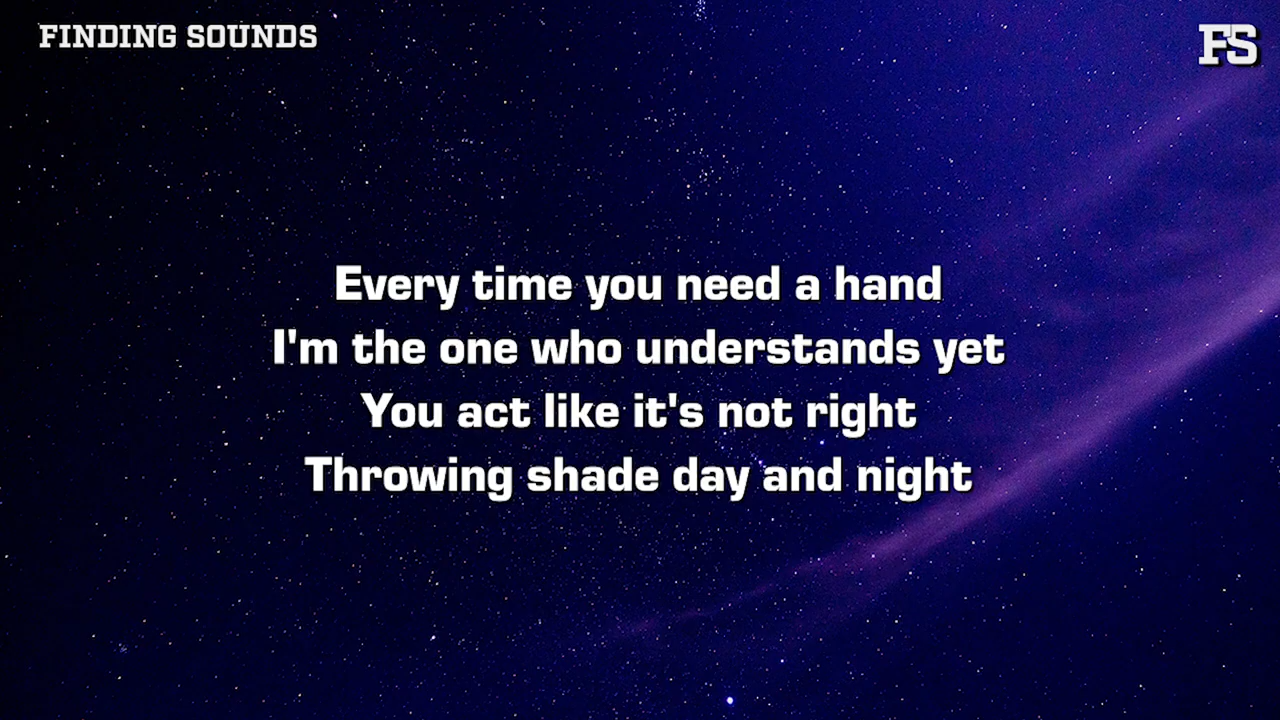 FINDING SOUNDS
FS
Every time you need a hand
I'm the one who understands yet
You act like it's not right
Throwing shade day and night